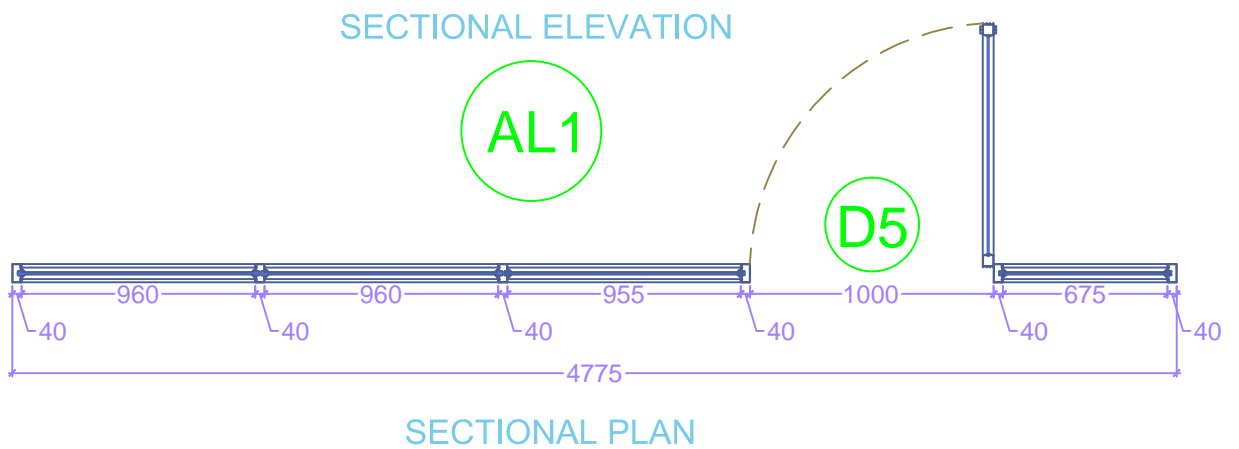 SECTIONAL ELEVATION
AL1
D5
960 960 955 1000 675
40 40 40 40 40 40
4775
SECTIONAL PLAN